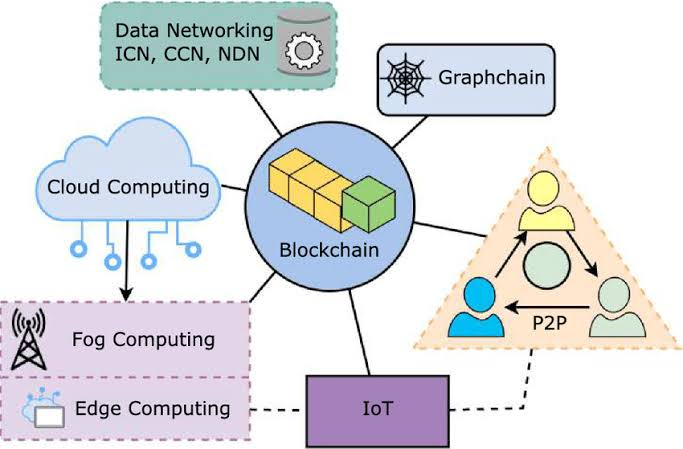 Data Networking
ICN, CCN, NDN
Graphchain
Cloud Computing
Blockchain
P2P
Fog Computing
Edge Computing
IoT